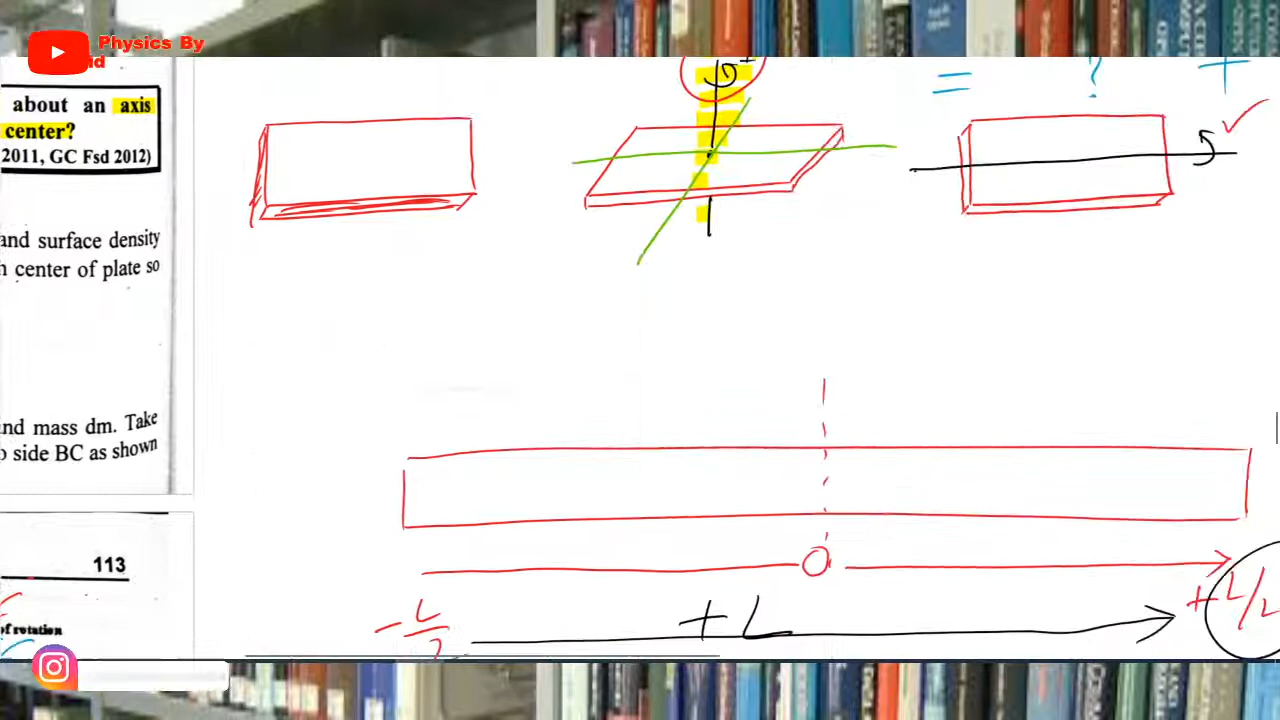 Physics By
about an axis
center?
2011, GC Fsd 2012)
= ? +
and surface density
center of plate so
and mass dm. Take
side BC as shown
113
of rotation
O
- L/2
+ L
+ L/2